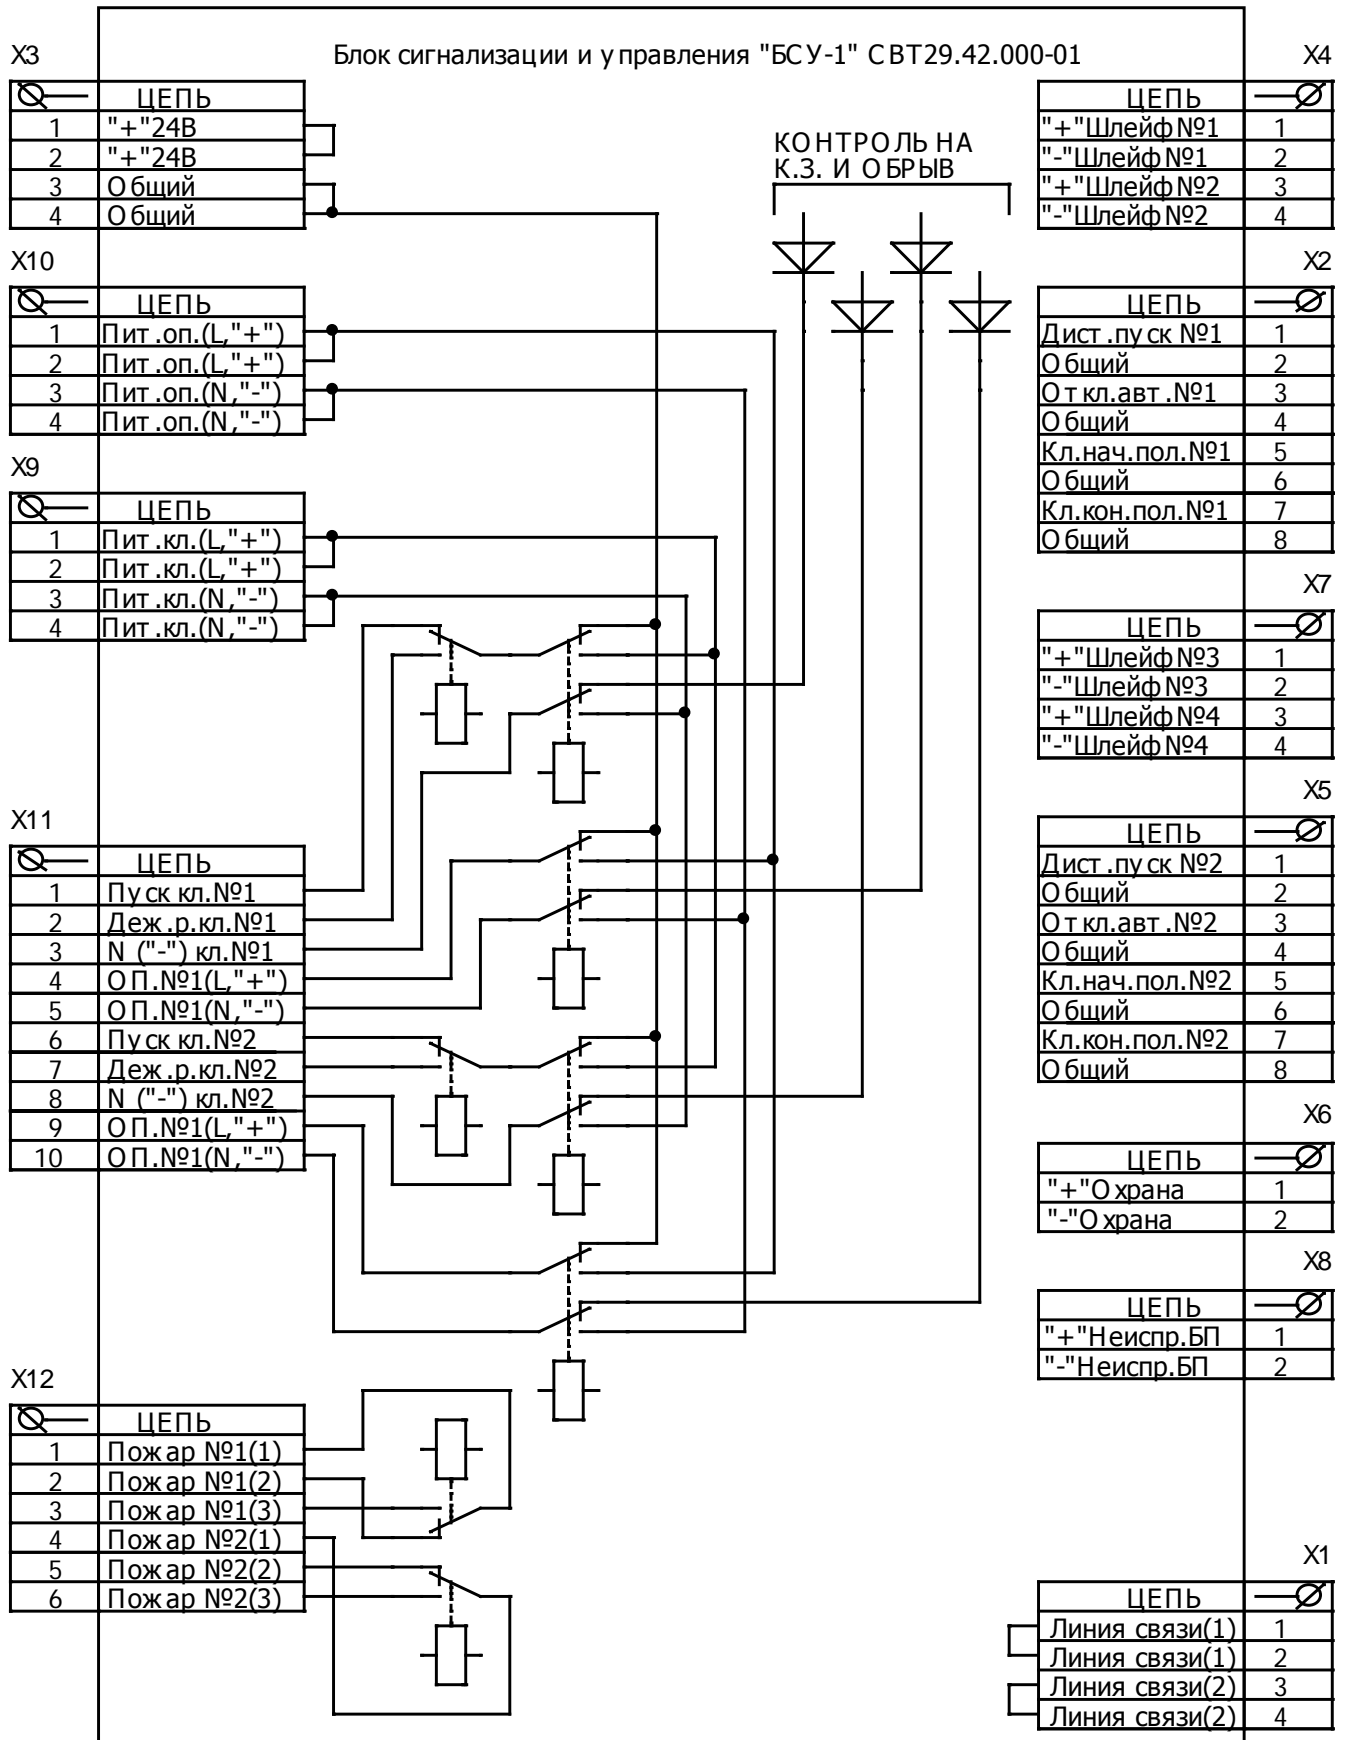 Блок сигнализации и управления "БСУ-1" СВТ29.42.000-01
X3
ЦЕПЬ
1 "+"24В
2 "+"24В
3 Общий
4 Общий
X10
ЦЕПЬ
1 Пит.оп.(L,"+")
2 Пит.оп.(L,"+")
3 Пит.оп.(N,"-")
4 Пит.оп.(N,"-")
X9
ЦЕПЬ
1 Пит.кл.(L,"+")
2 Пит.кл.(L,"+")
3 Пит.кл.(N,"-")
4 Пит.кл.(N,"-")
X11
ЦЕПЬ
1 Пуск кл.№1
2 Деж.р.кл.№1
3 N ("-") кл.№1
4 ОП.№1(L,"+")
5 ОП.№1(N,"-")
6 Пуск кл.№2
7 Деж.р.кл.№2
8 N ("-") кл.№2
9 ОП.№1(L,"+")
10 ОП.№1(N,"-")
X12
ЦЕПЬ
1 Пожар №1(1)
2 Пожар №1(2)
3 Пожар №1(3)
4 Пожар №2(1)
5 Пожар №2(2)
6 Пожар №2(3)
КОНТРОЛЬ НА
К.З. И ОБРЫВ
X4
ЦЕПЬ
"+"Шлейф№1 1
"-"Шлейф№1 2
"+"Шлейф№2 3
"-"Шлейф№2 4
X2
ЦЕПЬ
Дист.пуск №1 1
Общий 2
Откл.авт.№1 3
Общий 4
Кл.нач.пол.№1 5
Общий 6
Кл.кон.пол.№1 7
Общий 8
X7
ЦЕПЬ
"+"Шлейф№3 1
"-"Шлейф№3 2
"+"Шлейф№4 3
"-"Шлейф№4 4
X5
ЦЕПЬ
Дист.пуск №2 1
Общий 2
Откл.авт.№2 3
Общий 4
Кл.нач.пол.№2 5
Общий 6
Кл.кон.пол.№2 7
Общий 8
X6
ЦЕПЬ
"+"Охрана 1
"-"Охрана 2
X8
ЦЕПЬ
"+"Неиспр.БП 1
"-"Неиспр.БП 2
X1
ЦЕПЬ
Линия связи(1) 1
Линия связи(1) 2
Линия связи(2) 3
Линия связи(2) 4